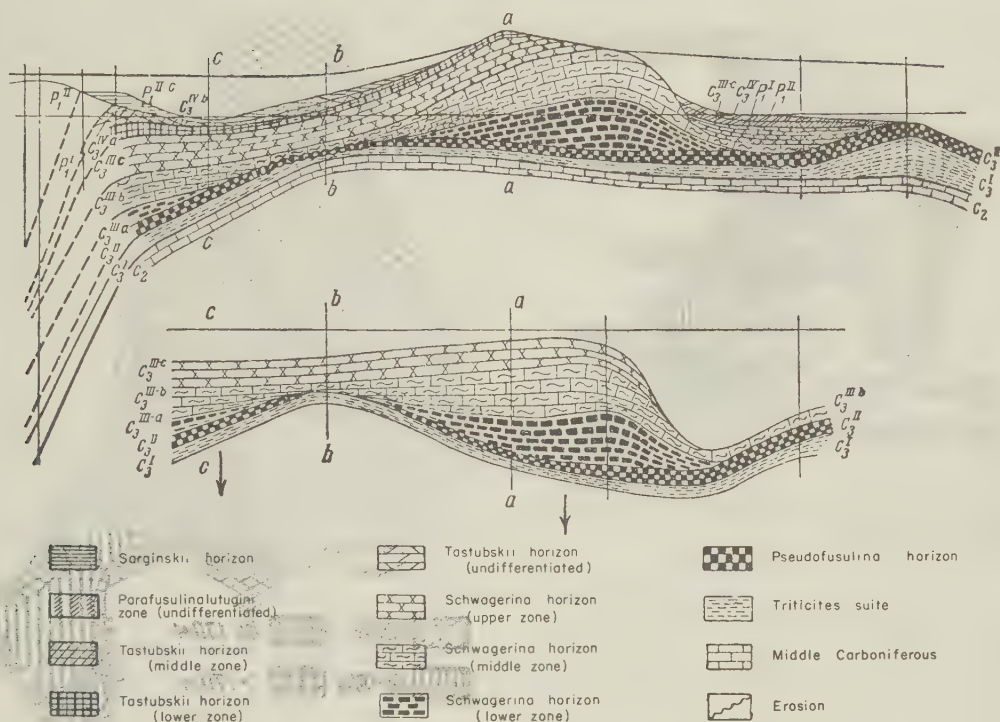 a
c
b
P₁ᴵᴵ
P₁ᴵᴵ ᶜ
C₃ᴵⱽ ᵇ
C₃ᴵᴵᴵ⁻ᶜ C₃ᴵⱽ P₁ᴵ P₁ᴵᴵ
C₃ᴵⱽ ᵃ
P₁ᴵ
C₃ᴵᴵᴵ ᶜ
C₃ᴵᴵᴵ ᵇ
C₃ᴵᴵᴵ ᵃ
C₃ᴵᴵ
C₃ᴵ
C₂
c
b
a
C₃ᴵ
C₂
c
b
a
C₃ᴵᴵᴵ⁻ᶜ
C₃ᴵᴵᴵ⁻ᵇ
C₃ᴵᴵᴵ⁻ᵃ
C₃ᴵᴵ
C₃ᴵ
c
b
a
C₃ᴵᴵᴵ ᵇ
C₃ᴵᴵ
C₃ᴵ
Sarginskii horizon
Parafusulinalutugini
zone (undifferentiated)
Tastubskii horizon
(middle zone)
Tastubskii horizon
(lower zone)
Tastubskii horizon
(undifferentiated)
Schwagerina horizon
(upper zone)
Schwagerina horizon
(middle zone)
Schwagerina horizon
(lower zone)
Pseudofusulina horizon
Triticites suite
Middle Carboniferous
Erosion